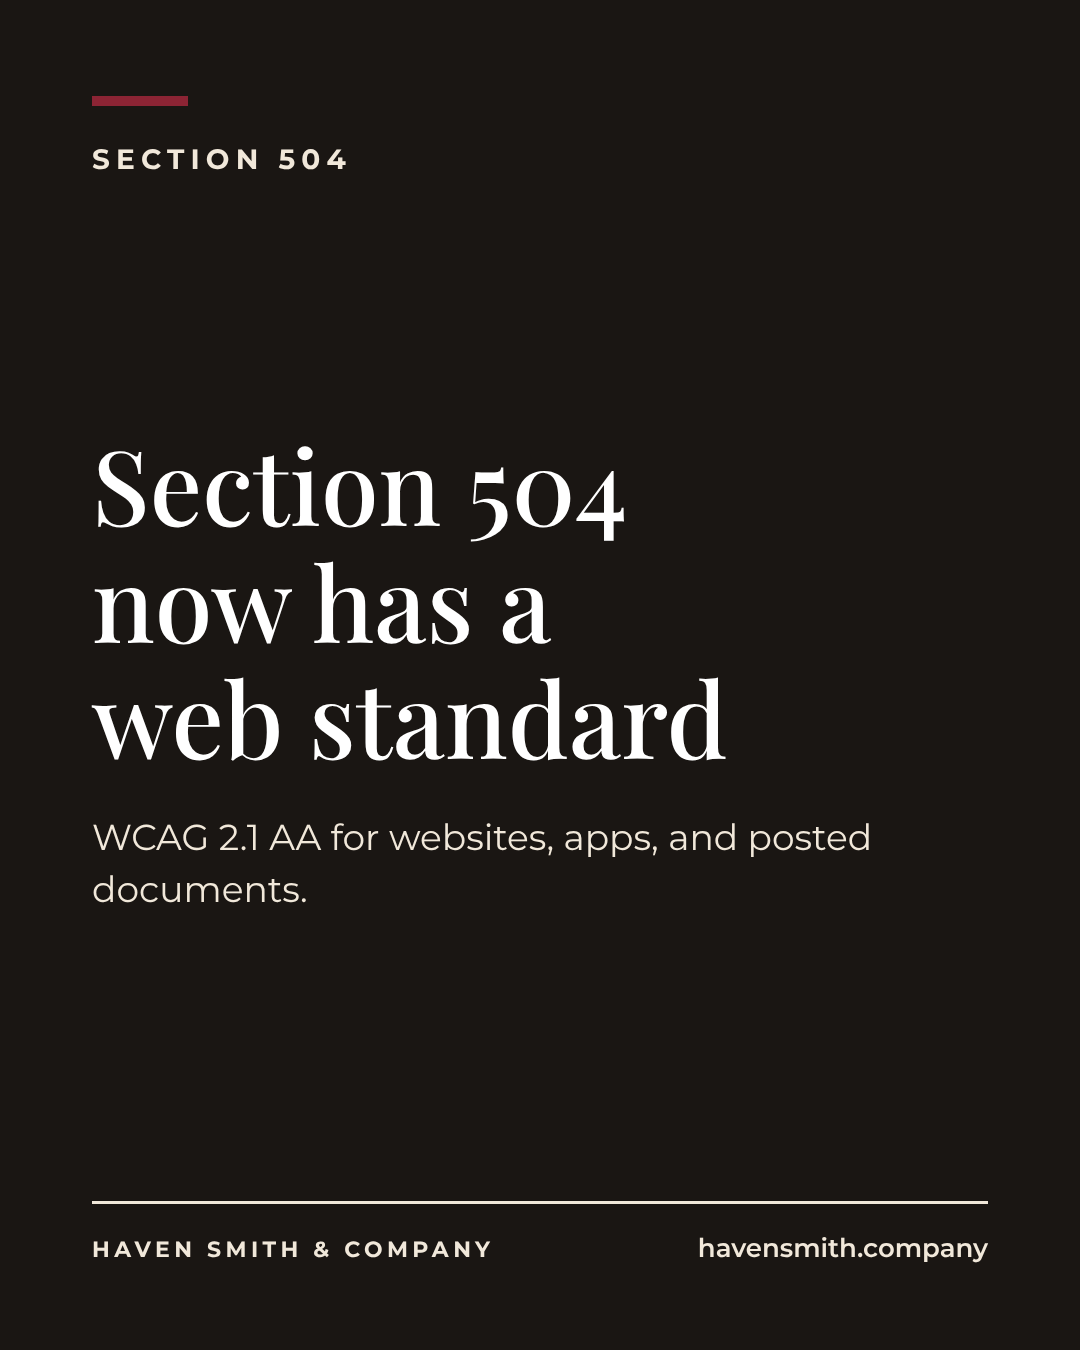 SECTION 504
Section 504
now has a
web standard
WCAG 2.1 AA for websites, apps, and posted
documents.
HAVEN SMITH & COMPANY
havensmith.company